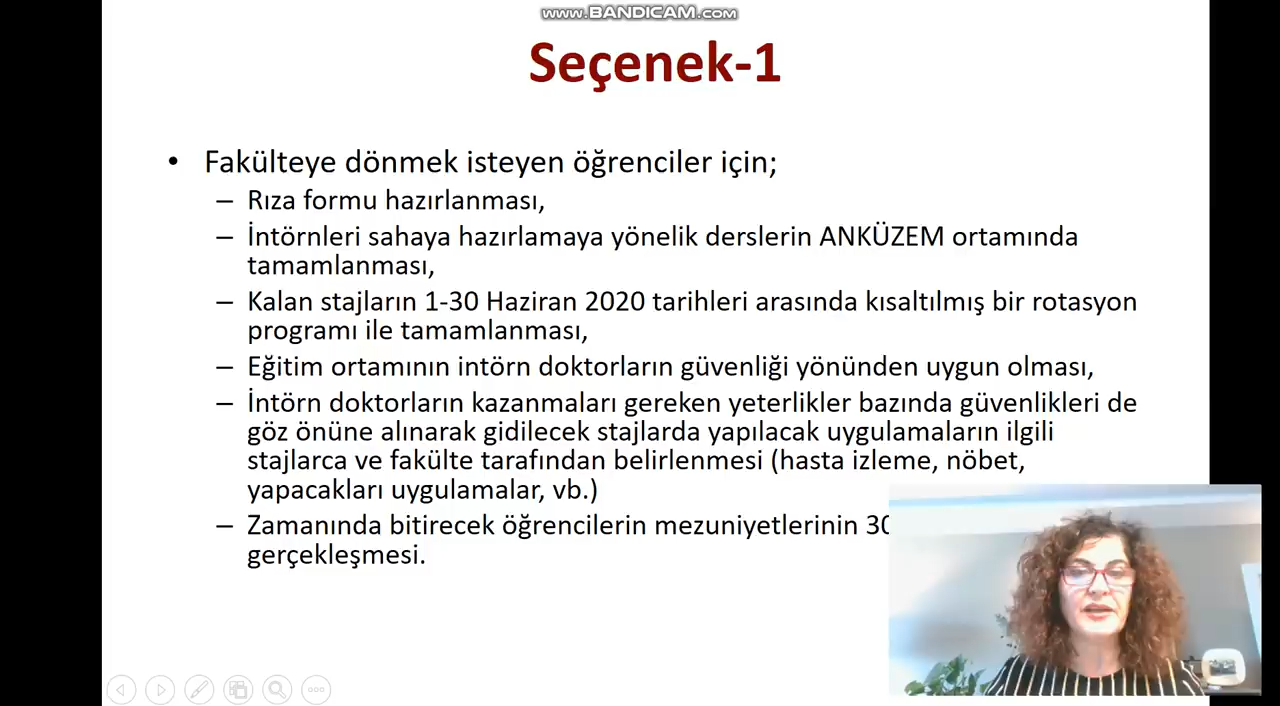 www.BANDICAM.com
Seçenek-1
• Fakülteye dönmek isteyen öğrenciler için;
– Rıza formu hazırlanması,
– İntörnleri sahaya hazırlamaya yönelik derslerin ANKÜZEM ortamında
tamamlanması,
– Kalan stajların 1-30 Haziran 2020 tarihleri arasında kısaltılmış bir rotasyon
programı ile tamamlanması,
– Eğitim ortamının intörn doktorların güvenliği yönünden uygun olması,
– İntörn doktorların kazanmaları gereken yeterlikler bazında güvenlikleri de
göz önüne alınarak gidilecek stajlarda yapılacak uygulamaların ilgili
stajlarca ve fakülte tarafından belirlenmesi (hasta izleme, nöbet,
yapacakları uygulamalar, vb.)
– Zamanında bitirecek öğrencilerin mezuniyetlerinin 30
gerçekleşmesi.